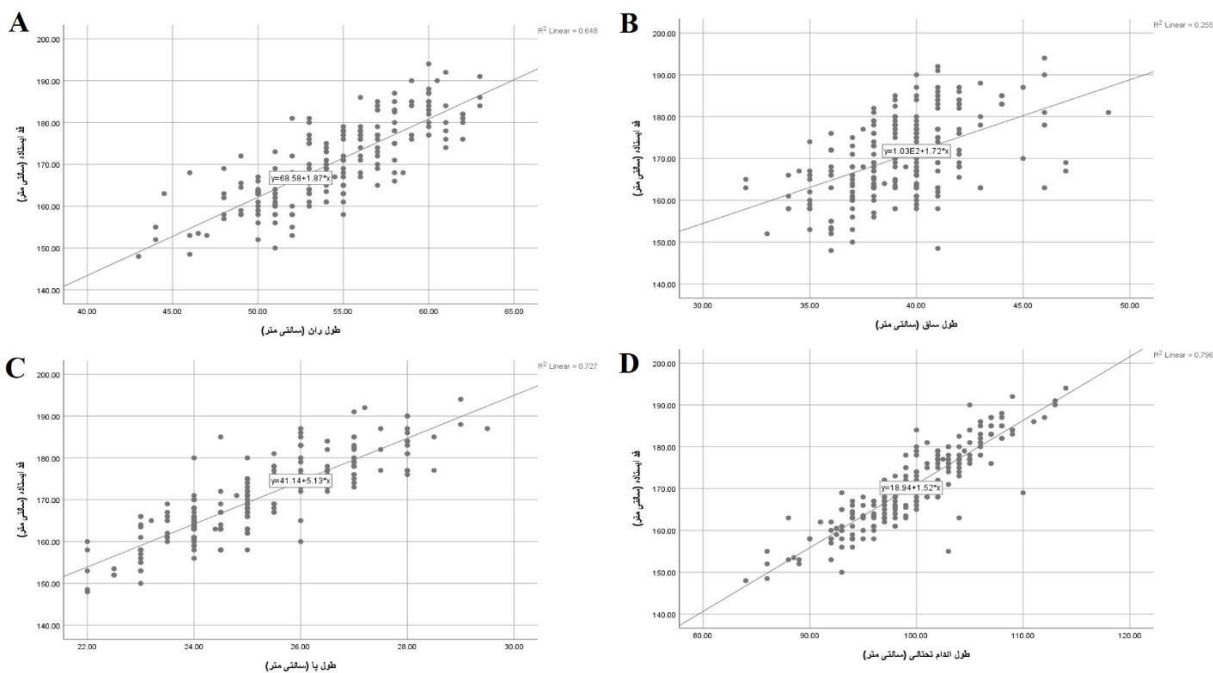 A
R² Linear = 0.648
200.00
190.00
180.00
170.00
160.00
150.00
140.00
قد ایستاده (سانتی متر)
y=68.58+1.87*x
40.00 45.00 50.00 55.00 60.00 65.00
طول ران (سانتی متر)
B
R² Linear = 0.255
200.00
190.00
180.00
170.00
160.00
150.00
140.00
قد ایستاده (سانتی متر)
y=1.03E2+1.72*x
30.00 35.00 40.00 45.00 50.00
طول ساق (سانتی متر)
C
R² Linear = 0.727
200.00
190.00
180.00
170.00
160.00
150.00
140.00
قد ایستاده (سانتی متر)
y=41.14+5.13*x
22.00 24.00 26.00 28.00 30.00
طول پا (سانتی متر)
D
R² Linear = 0.796
200.00
190.00
180.00
170.00
160.00
150.00
140.00
قد ایستاده (سانتی متر)
y=18.94+1.52*x
80.00 90.00 100.00 110.00 120.00
طول اندام تحتانی (سانتی متر)